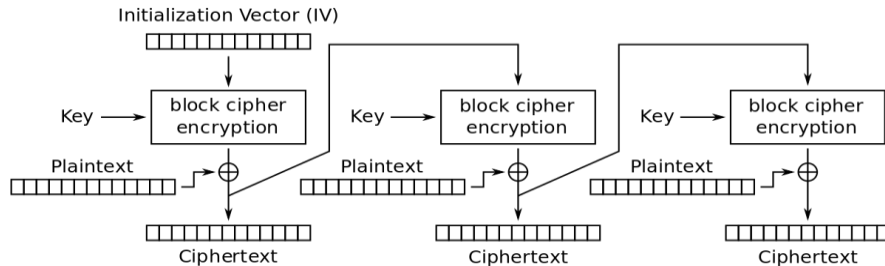 Initialization Vector (IV)
Key
block cipher
encryption
Key
block cipher
encryption
Key
block cipher
encryption
Plaintext
Plaintext
Plaintext
Ciphertext
Ciphertext
Ciphertext